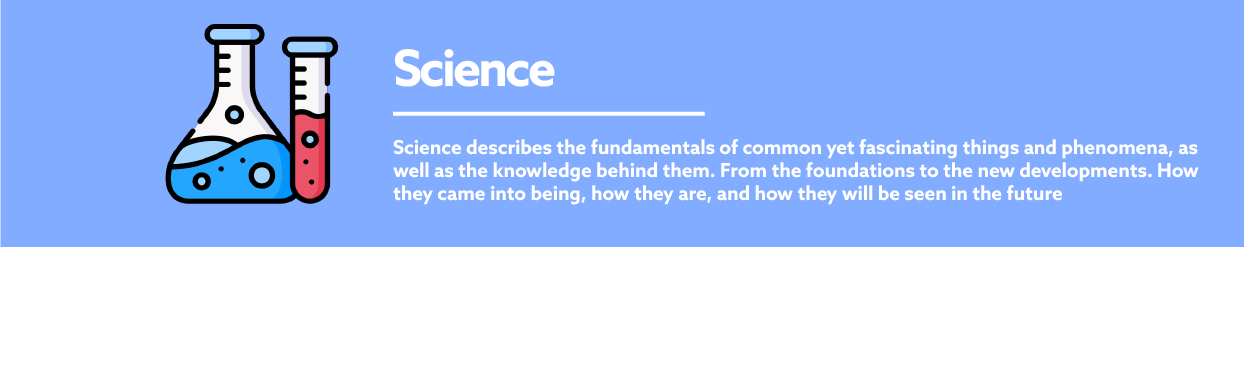 Science
Science describes the fundamentals of common yet fascinating things and phenomena, as
well as the knowledge behind them. From the foundations to the new developments. How
they came into being, how they are, and how they will be seen in the future